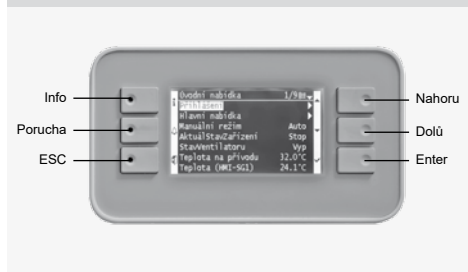 Info
Porucha
ESC
Úvodní nabídka 1/98
Přihlášení
Hlavní nabídka
Manuální režim Auto
AktuálStavZařízení Stop
StavVentilatoru Vyp
Teplota na přívodu 32.0°C
Teplota (HMI-SG1) 24.1°C
Nahoru
Dolů
Enter